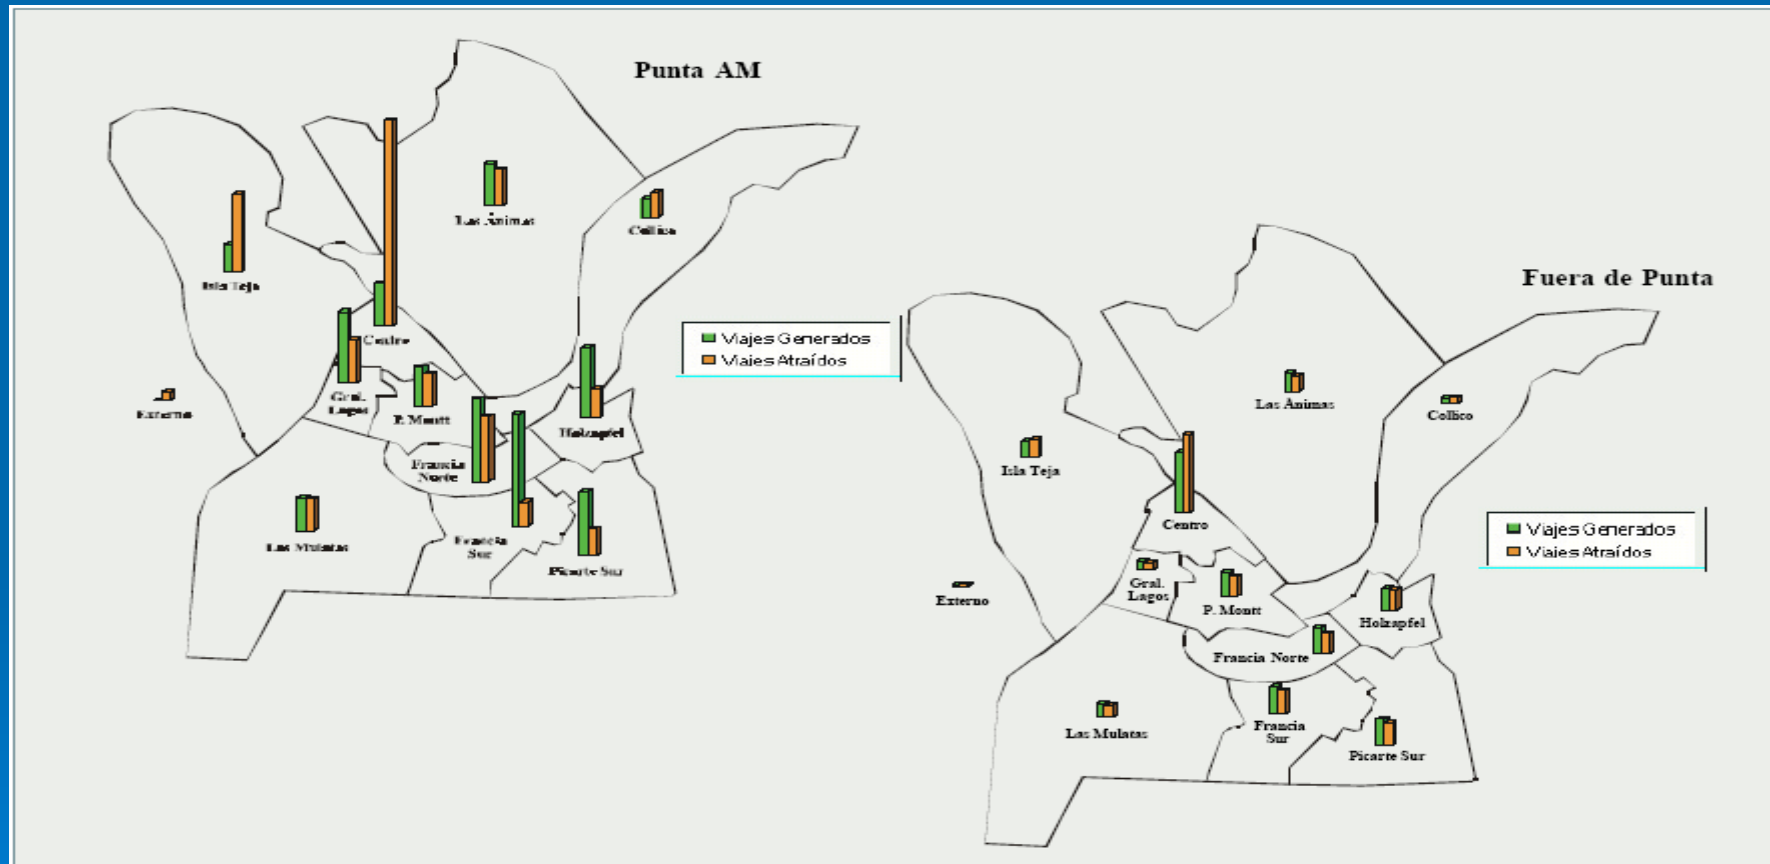 Punta AM
Las Ánimas
Collico
Isla Teja
Centro
Viajes Generados
Viajes Atraídos
Gral.
Lagos
P. Montt
Externo
Holzapfel
Francia
Norte
Las Mulatas
Francia
Sur
Picarte Sur
Fuera de Punta
Las Animas
Collico
Isla Teja
Centro
Viajes Generados
Viajes Atraídos
Gral.
Lagos
P. Montt
Externo
Holzapfel
Francia Norte
Las Mulatas
Francia
Sur
Picarte Sur